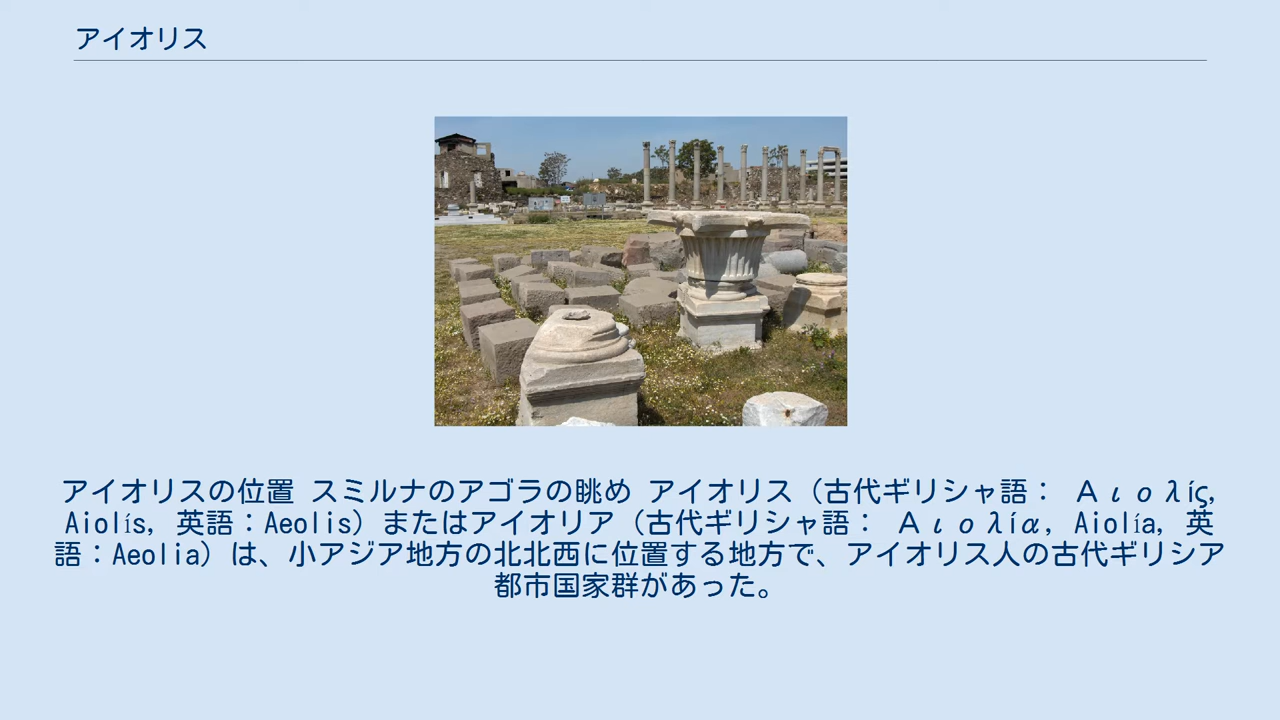 アイオリス
アイオリスの位置 スミルナのアゴラの眺め アイオリス（古代ギリシャ語： Αιολíς,
Aiolís, 英語：Aeolis）またはアイオリア（古代ギリシャ語： Αιολíα, Aiolía, 英
語：Aeolia）は、小アジア地方の北北西に位置する地方で、アイオリス人の古代ギリシア
都市国家群があった。